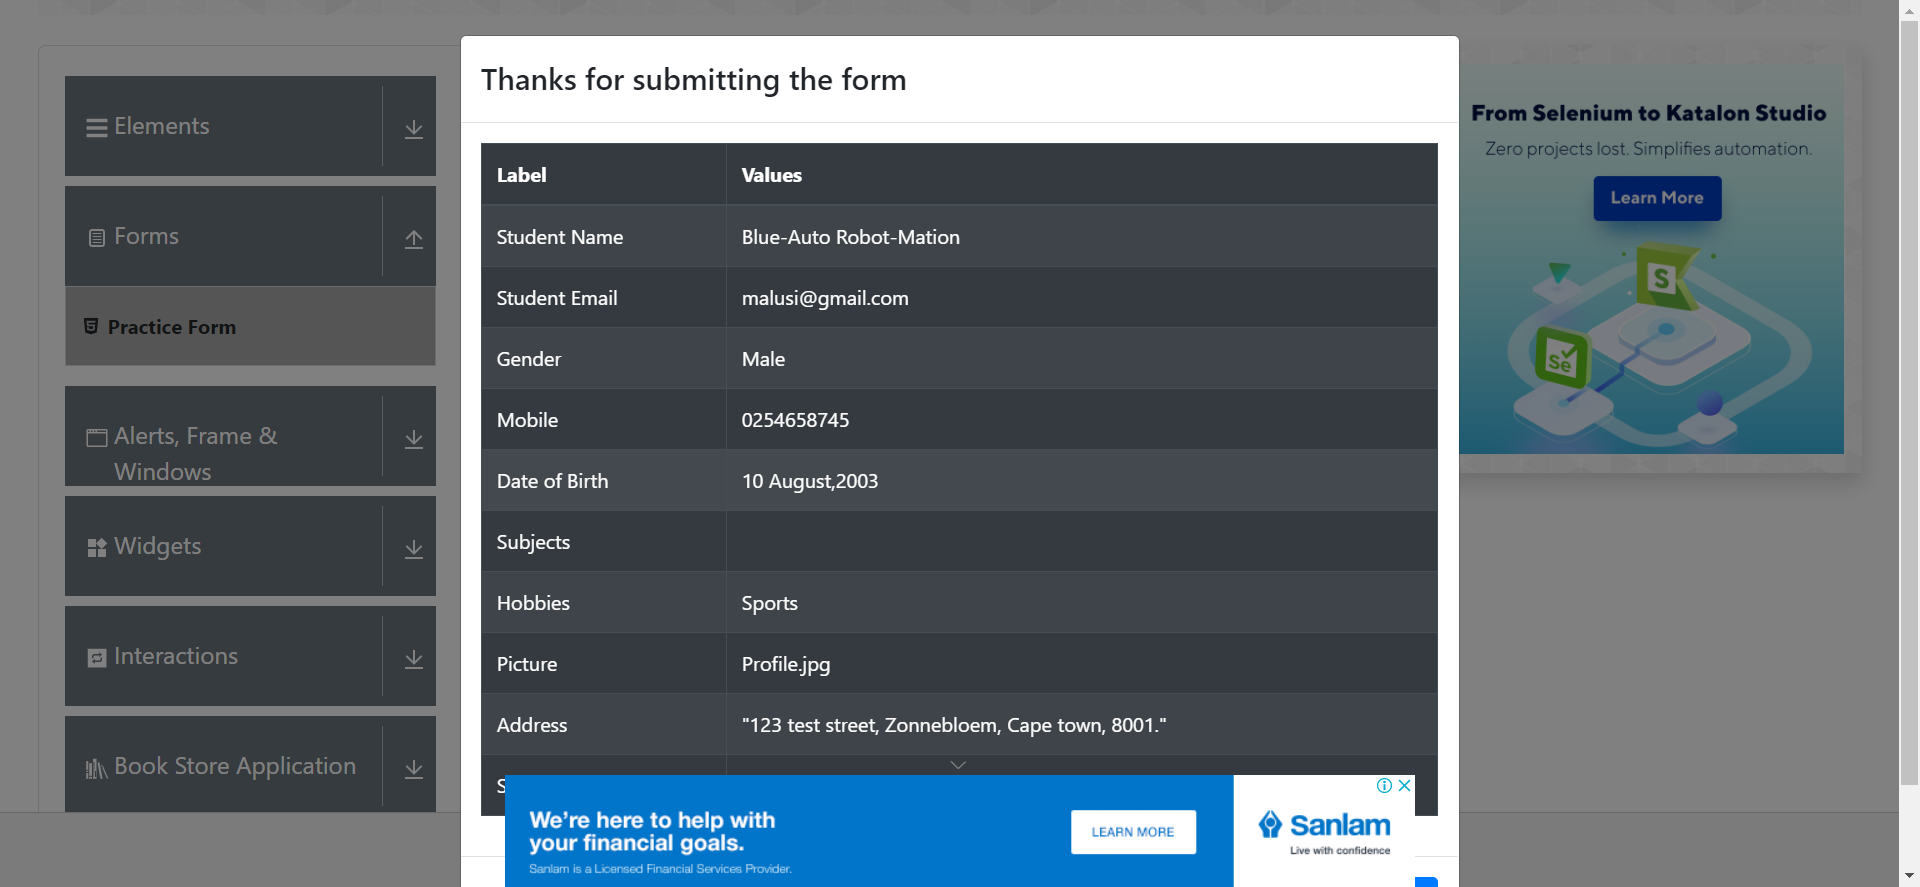 Thanks for submitting the form
Elements
Forms
Practice Form
Alerts, Frame &
Windows
Widgets
Interactions
Book Store Application
Label Values
Student Name Blue-Auto Robot-Mation
Student Email malusi@gmail.com
Gender Male
Mobile 0254658745
Date of Birth 10 August,2003
Subjects
Hobbies Sports
Picture Profile.jpg
Address "123 test street, Zonnebloem, Cape town, 8001."
From Selenium to Katalon Studio
Zero projects lost. Simplifies automation.
Learn More
S
Se
We're here to help with
your financial goals.
Sanlam is a Licensed Financial Services Provider.
LEARN MORE
Sanlam
Live with confidence